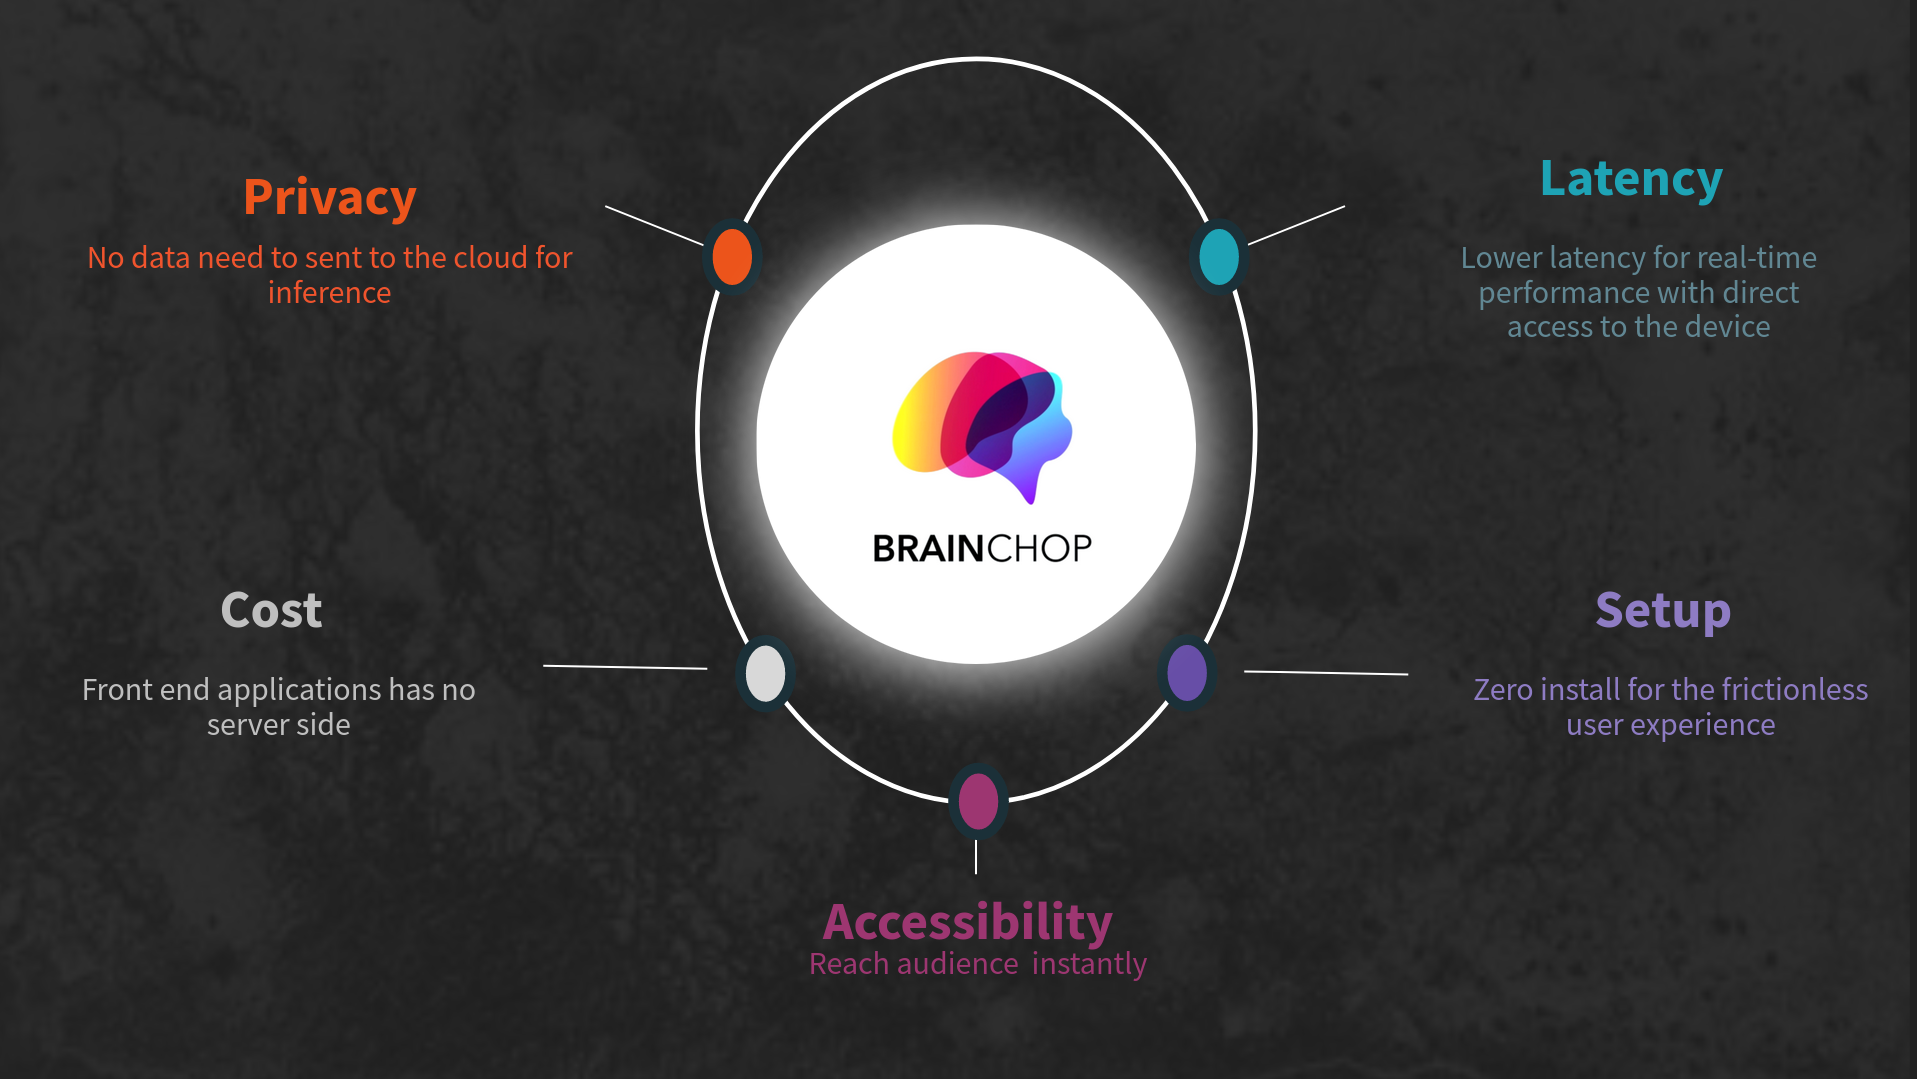 Privacy
No data need to sent to the cloud for
inference
Latency
Lower latency for real-time
performance with direct
access to the device
BRAINCHOP
Cost
Front end applications has no
server side
Setup
Zero install for the frictionless
user experience
Accessibility
Reach audience  instantly